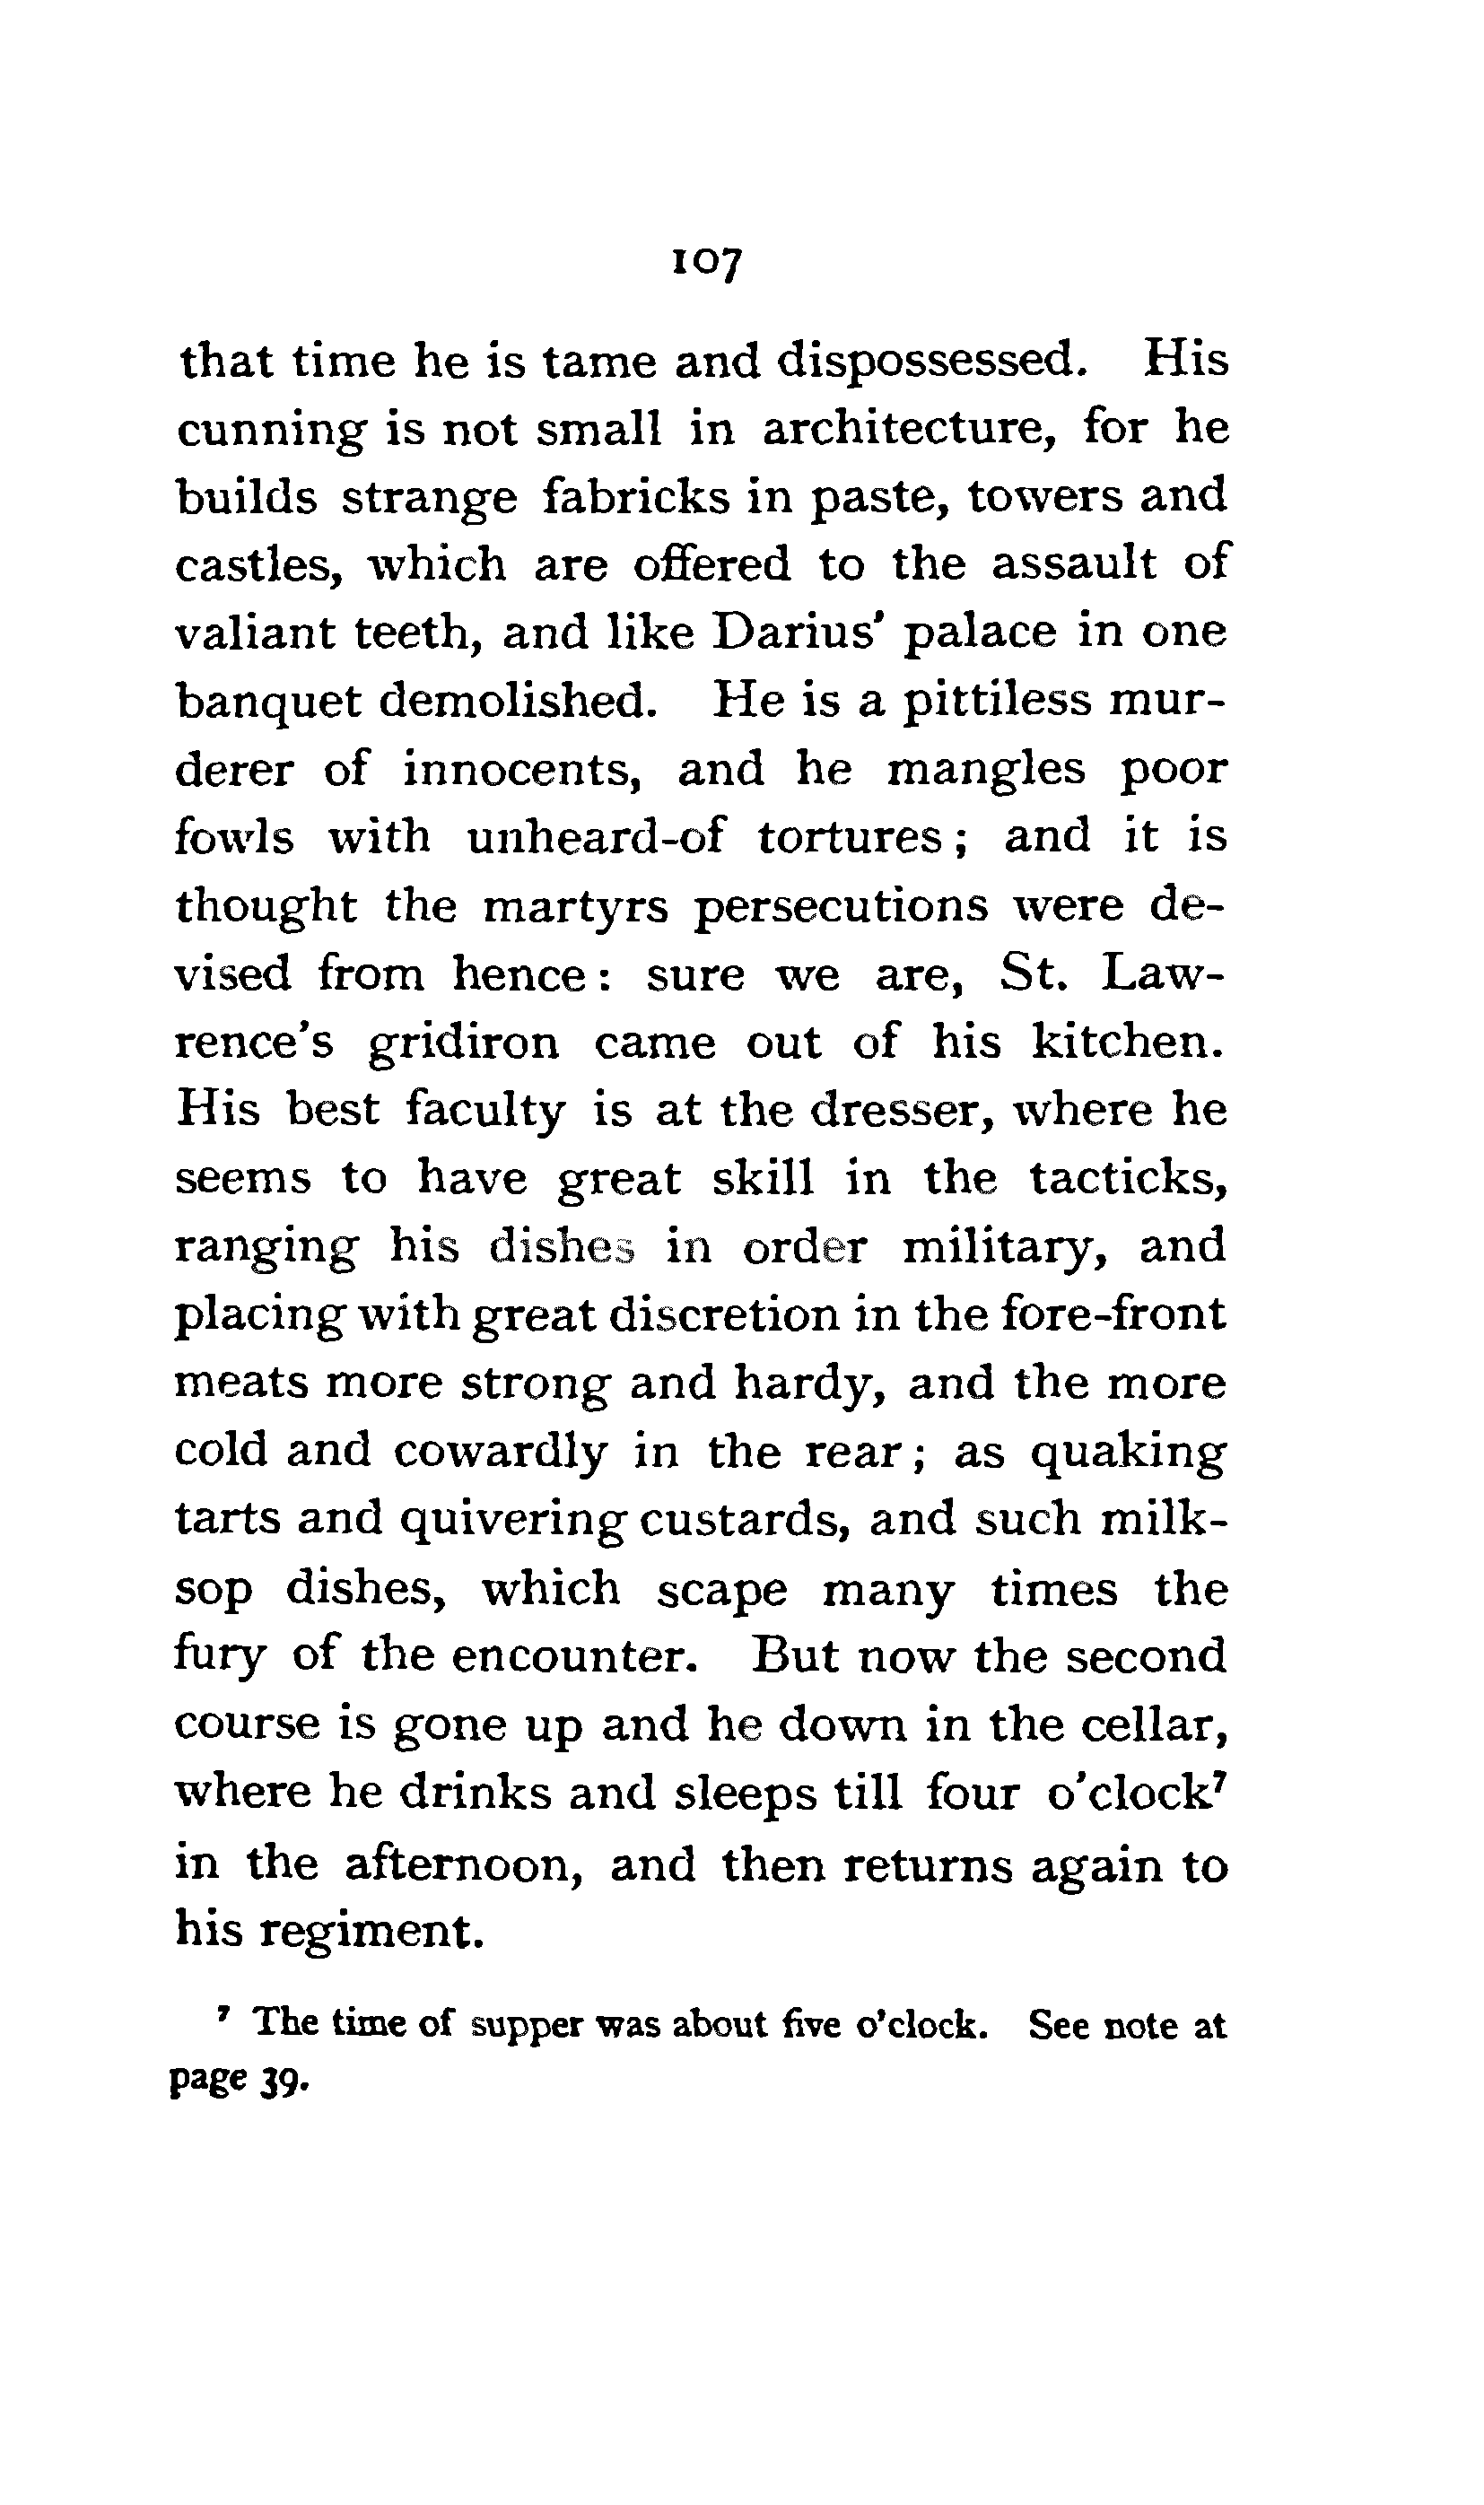 107
that time he is tame and dispossessed. His
cunning is not small in architecture, for he
builds strange fabricks in paste, towers and
castles, which are offered to the assault of
valiant teeth, and like Darius' palace in one
banquet demolished. He is a pittiless mur-
derer of innocents, and he mangles poor
fowls with unheard-of tortures; and it is
thought the martyrs persecutions were de-
vised from hence: sure we are, St. Law-
rence's gridiron came out of his kitchen.
His best faculty is at the dresser, where he
seems to have great skill in the tacticks,
ranging his dishes in order military, and
placing with great discretion in the fore-front
meats more strong and hardy, and the more
cold and cowardly in the rear; as quaking
tarts and quivering custards, and such milk-
sop dishes, which scape many times the
fury of the encounter. But now the second
course is gone up and he down in the cellar,
where he drinks and sleeps till four o'clock⁷
in the afternoon, and then returns again to
his regiment.
⁷ The time of supper was about five o'clock. See note at
page 39.